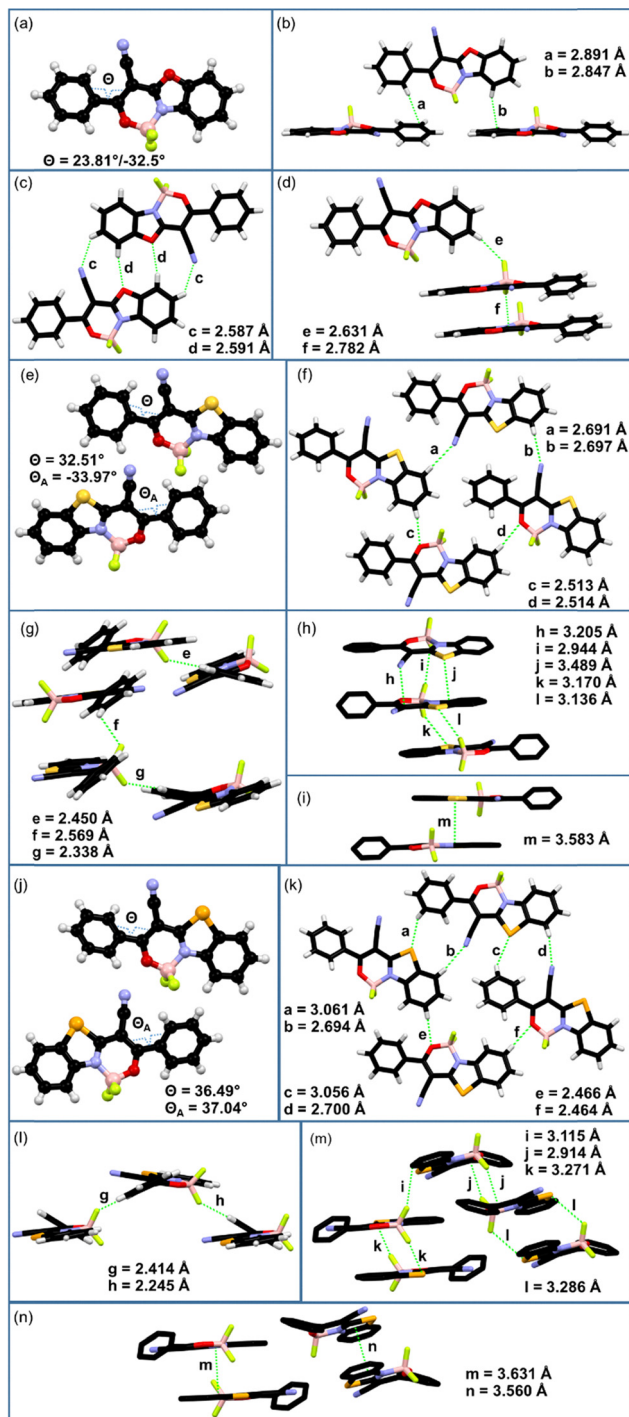 (a)
Θ
Θ = 23.81°/-32.5°
(b)
a = 2.891 Å
b = 2.847 Å
a
b
(c)
c
d
d
c
c = 2.587 Å
d = 2.591 Å
(d)
e
f
e = 2.631 Å
f = 2.782 Å
(e)
Θ
Θ = 32.51°
ΘA = -33.97°
ΘA
(f)
a = 2.691 Å
b = 2.697 Å
a
b
c
d
c = 2.513 Å
d = 2.514 Å
(g)
e
f
g
e = 2.450 Å
f = 2.569 Å
g = 2.338 Å
(h)
h = 3.205 Å
i = 2.944 Å
j = 3.489 Å
k = 3.170 Å
l = 3.136 Å
h
i
j
k
l
(i)
m
m = 3.583 Å
(j)
Θ
ΘA
Θ = 36.49°
ΘA = 37.04°
(k)
a
b
c
d
a = 3.061 Å
b = 2.694 Å
e
f
c = 3.056 Å
d = 2.700 Å
e = 2.466 Å
f = 2.464 Å
(l)
g
h
g = 2.414 Å
h = 2.245 Å
(m)
i = 3.115 Å
j = 2.914 Å
k = 3.271 Å
i
j
j
k
k
l
l
l = 3.286 Å
(n)
m
n
m = 3.631 Å
n = 3.560 Å